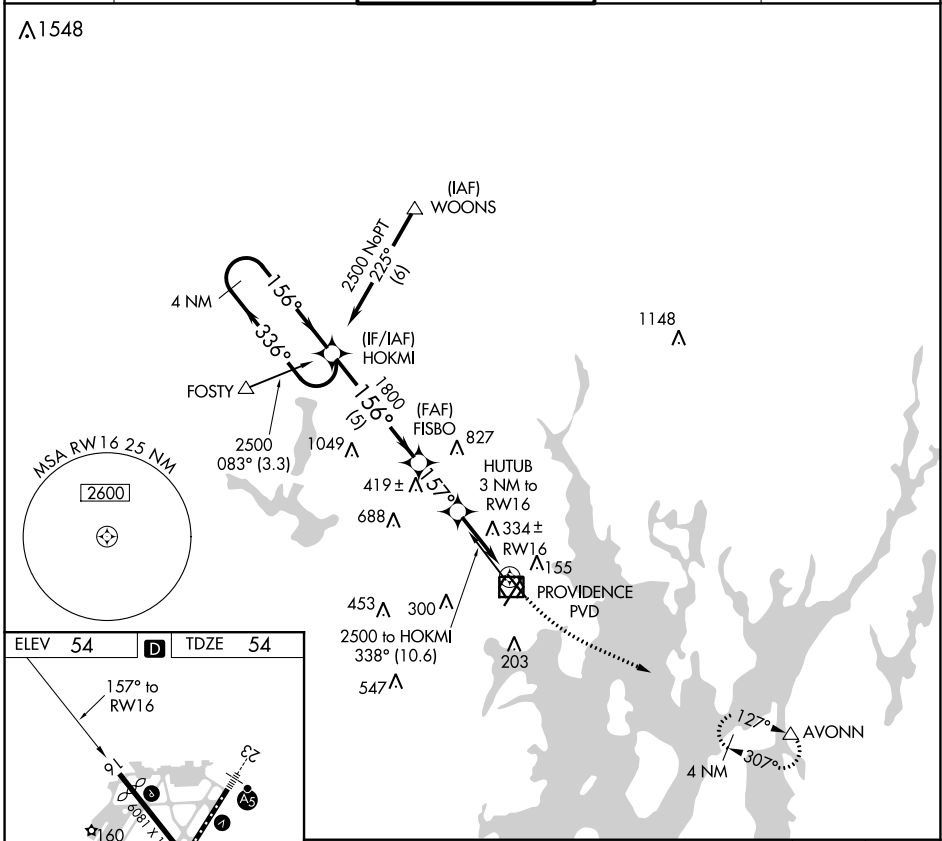 1548
(IAF)
WOONS
2500 NoPT
225°
(6)
156°
4 NM
336°
(IF/IAF)
HOKMI
1148
FOSTY
1800
156°
(5)
(FAF)
FISBO
2500
083° (3.3)
1049
827
MSA RW16 25 NM
2600
419±
157°
HUTUB
3 NM to
RW16
688
334±
RW16
155
PROVIDENCE
PVD
453
300
2500 to HOKMI
338° (10.6)
203
547
127°
AVONN
307°
4 NM
ELEV 54
D
TDZE 54
157° to
RW16
16
23
A5
6081 X 1
160